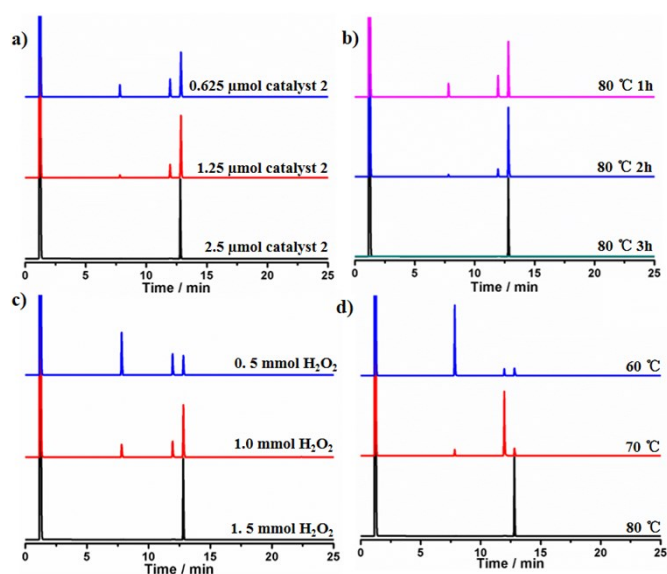 a)
0.625 μmol catalyst 2
1.25 μmol catalyst 2
2.5 μmol catalyst 2
0 5 10 15 20 25
Time / min
b)
80 ℃ 1h
80 ℃ 2h
80 ℃ 3h
0 5 10 15 20 25
Time / min
c)
0. 5 mmol H₂O₂
1.0 mmol H₂O₂
1. 5 mmol H₂O₂
0 5 10 15 20 25
Time / min
d)
60 ℃
70 ℃
80 ℃
0 5 10 15 20 25
Time / min